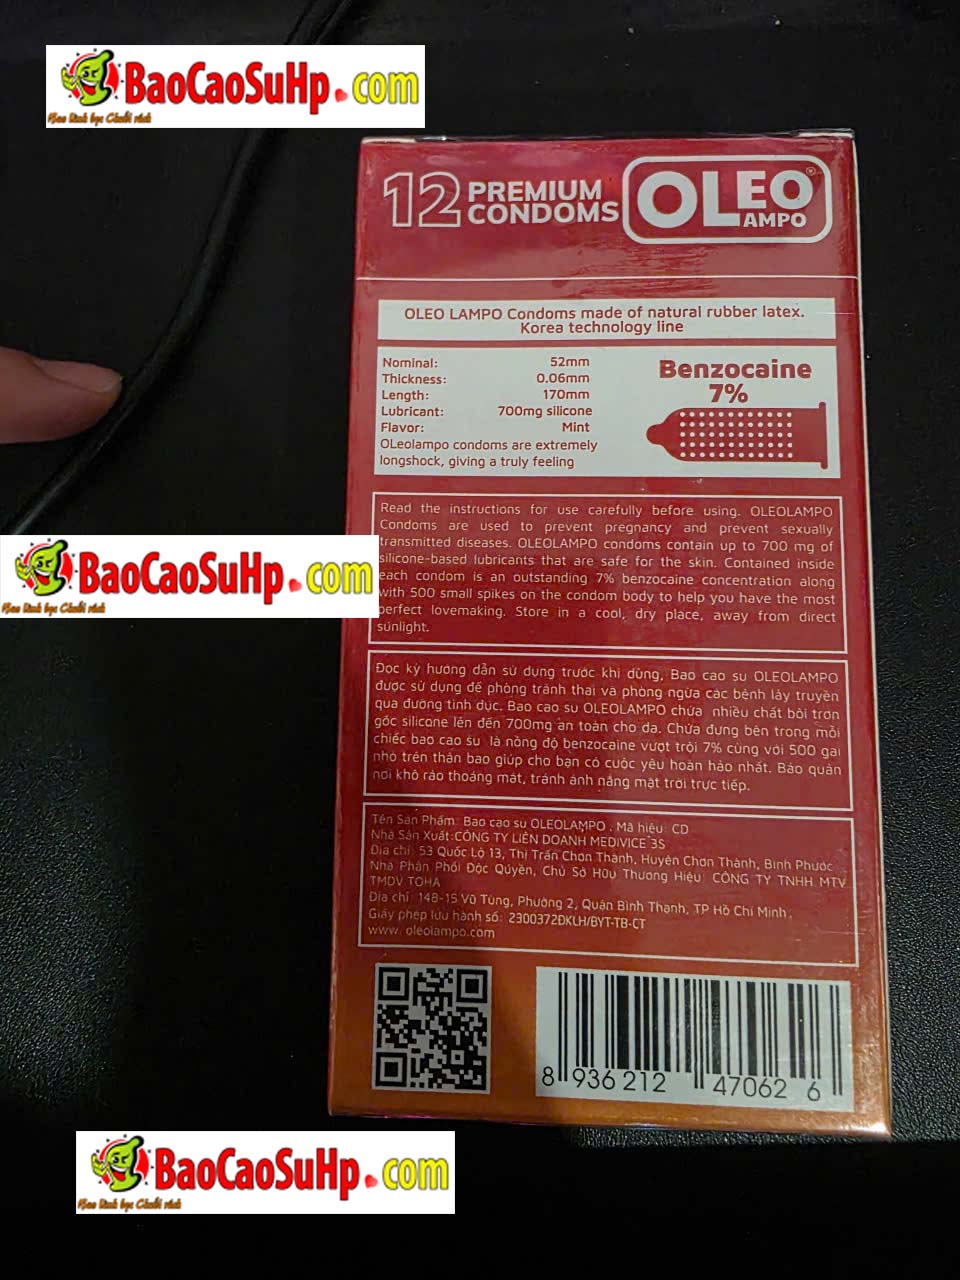 BaoCaoSuHp.com
12 PREMIUM CONDOMS
OLEO AMPO®
OLEO LAMPO Condoms made of natural rubber latex.
Korea technology line
Nominal: 52mm
Thickness: 0.06mm
Length: 170mm
Lubricant: 700mg silicone
Flavor: Mint
OLeolampo condoms are extremely
longshock, giving a truly feeling
Benzocaine
7%
Read the instructions for use carefully before using. OLEOLAMPO
Condoms are used to prevent pregnancy and prevent sexually
transmitted diseases. OLEOLAMPO condoms contain up to 700 mg of
silicone-based lubricants that are safe for the skin. Contained inside
each condom is an outstanding 7% benzocaine concentration along
with 500 small spikes on the condom body to help you have the most
perfect lovemaking. Store in a cool, dry place, away from direct
sunlight.
BaoCaoSuHp.com
Đọc kỹ hướng dẫn sử dụng trước khi dùng, Bao cao su OLEOLAMPO
được sử dụng để phòng tránh thai và phòng ngừa các bệnh lây truyền
qua đường tình dục. Bao cao su OLEOLAMPO chứa nhiều chất bôi trơn
gốc silicone lên đến 700mg an toàn cho da. Chứa đựng bên trong mỗi
chiếc bao cao su là nồng độ benzocaine vượt trội 7% cùng với 500 gai
nhỏ trên thân bao giúp cho bạn có cuộc yêu hoàn hảo nhất. Bảo quản
nơi khô ráo thoáng mát, tránh ánh nắng mặt trời trực tiếp.
Tên Sản Phẩm: Bao cao su OLEOLAMPO . Mã hiệu: CD
Nhà Sản Xuất:CÔNG TY LIÊN DOANH MEDIVICE 3S
Địa chỉ: 53 Quốc Lộ 13, Thị Trấn Chơn Thành, Huyện Chơn Thành, Bình Phước
Nhà Phân Phối Độc Quyền, Chủ Sở Hữu Thương Hiệu: CÔNG TY TNHH MTV
TMDV TOHA
Địa chỉ: 148-15 Vũ Tùng, Phường 2, Quận Bình Thạnh, TP Hồ Chí Minh.
Giấy phép lưu hành số: 2300372DKLH/BYT-TB-CT
www. oleolampo.com
8 936212 47062 6
BaoCaoSuHp.com